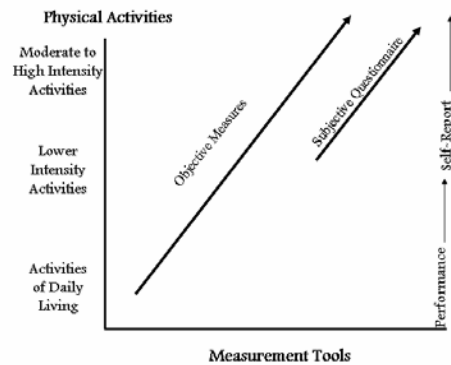 Physical Activities
Moderate to
High Intensity
Activities
Lower
Intensity
Activities
Activities
of Daily
Living
Objective Measures
Subjective Questionnaire
Self-Report
Performance
Measurement Tools